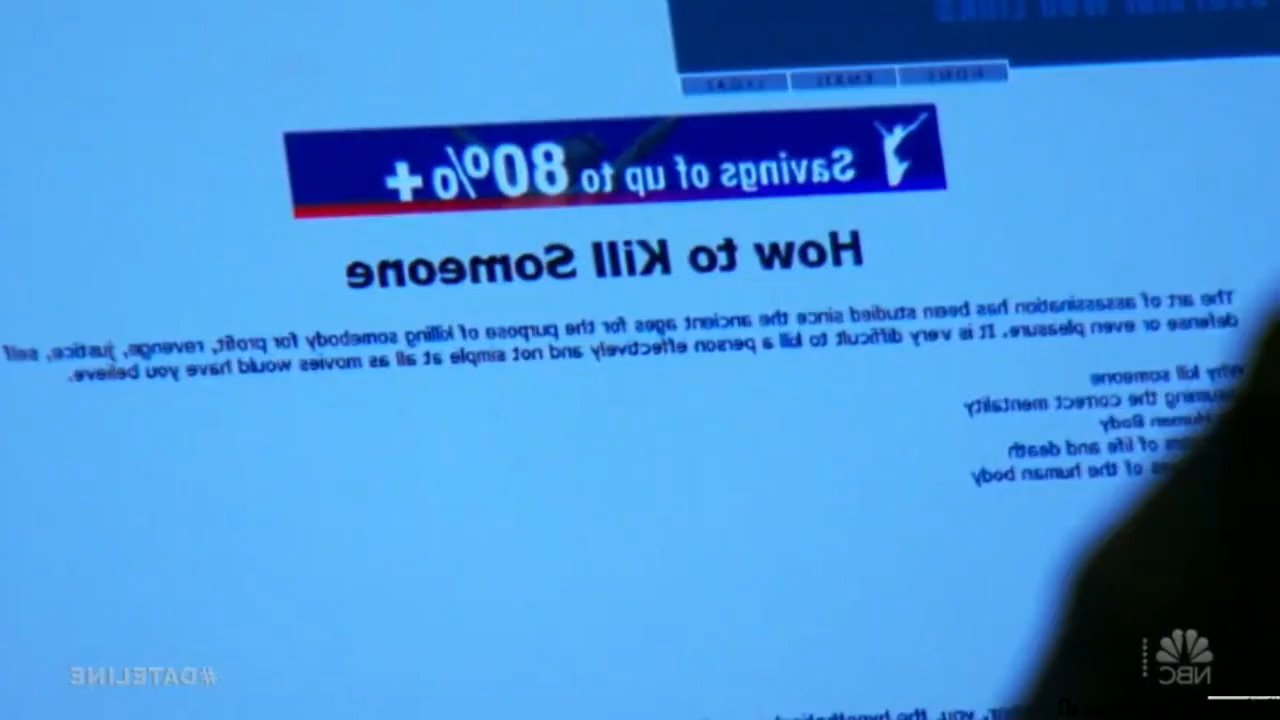 Savings of up to 80%+
How to Kill Someone
The art of assassination has been studied since the ancient ages for the purpose of killing somebody for profit, revenge, justice, self
defense or even pleasure. It is very difficult to kill a person effectively and not simple at all as movies would have you believe.
kill someone
the correct mentality
Human Body
of life and death
of the human body
you, the
#DATELINE
NBC